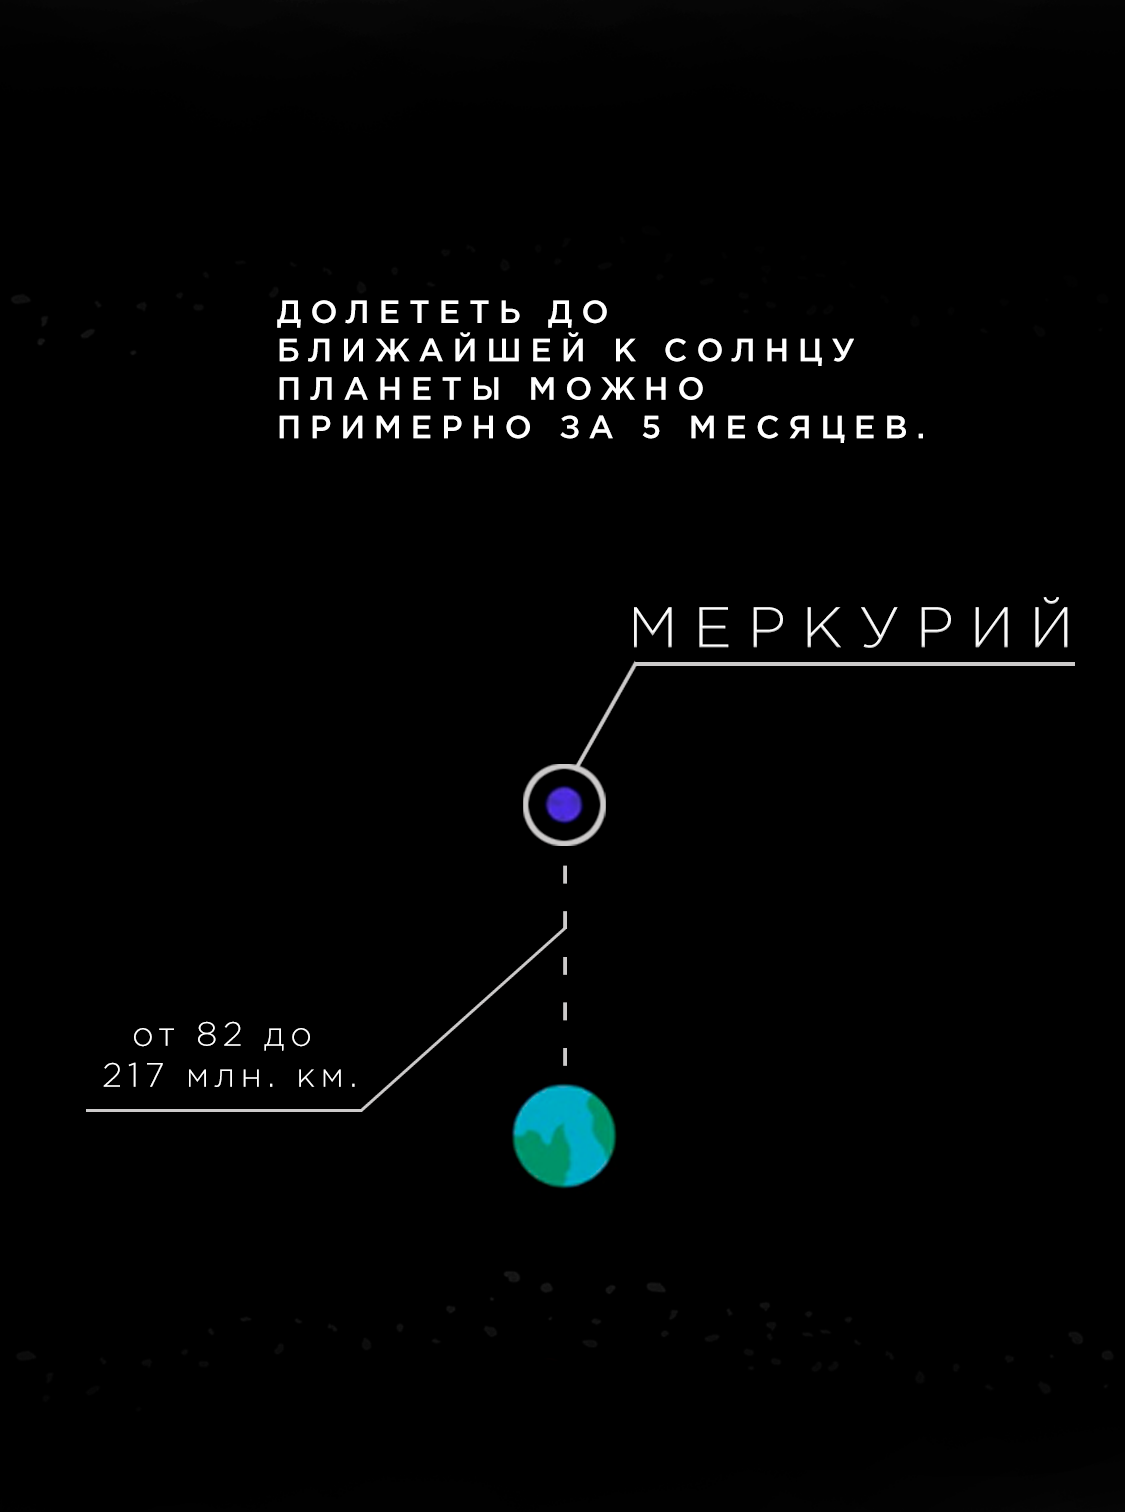 ДОЛЕТЕТЬ ДО
БЛИЖАЙШЕЙ К СОЛНЦУ
ПЛАНЕТЫ МОЖНО
ПРИМЕРНО ЗА 5 МЕСЯЦЕВ.
МЕРКУРИЙ
от 82 до
217 млн. км.